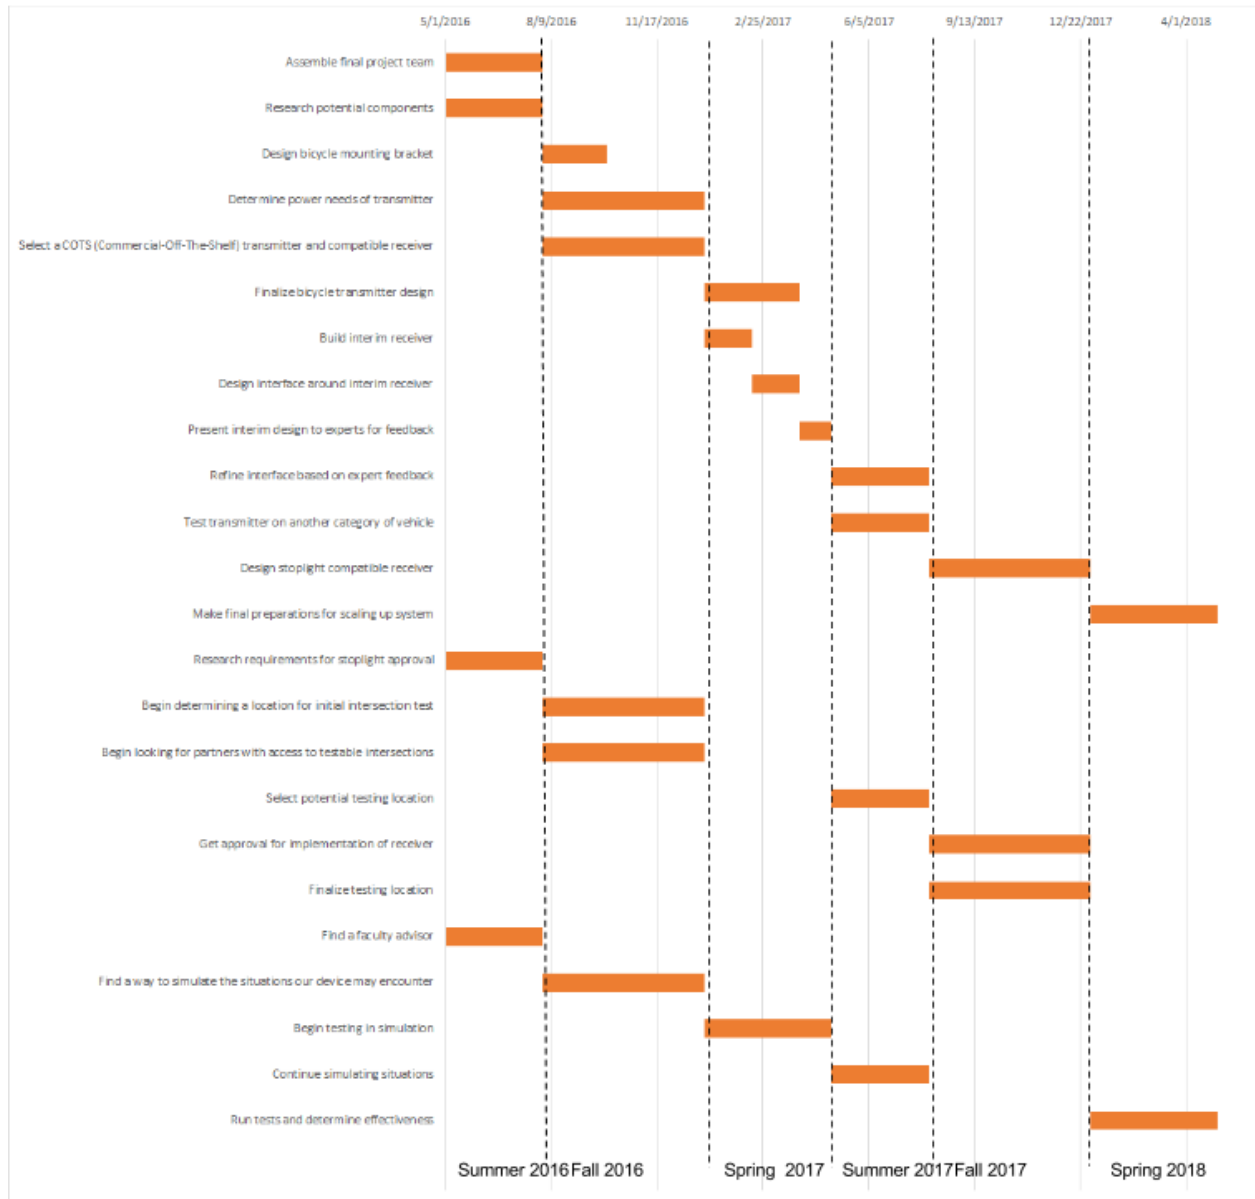 5/1/2016 8/9/2016 11/17/2016 2/25/2017 6/5/2017 9/13/2017 12/22/2017 4/1/2018
Assemble final project team
Research potential components
Design bicycle mounting bracket
Determine power needs of transmitter
Select a COTS (Commercial-Off-The-Shelf) transmitter and compatible receiver
Finalize bicycle transmitter design
Build interim receiver
Design interface around interim receiver
Present interim design to experts for feedback
Refine interface based on expert feedback
Test transmitter on another category of vehicle
Design stoplight compatible receiver
Make final preparations for scaling up system
Research requirements for stoplight approval
Begin determining a location for initial intersection test
Begin looking for partners with access to testable intersections
Select potential testing location
Get approval for implementation of receiver
Finalize testing location
Find a faculty advisor
Find a way to simulate the situations our device may encounter
Begin testing in simulation
Continue simulating situations
Run tests and determine effectiveness
Summer 2016 Fall 2016 Spring 2017 Summer 2017 Fall 2017 Spring 2018